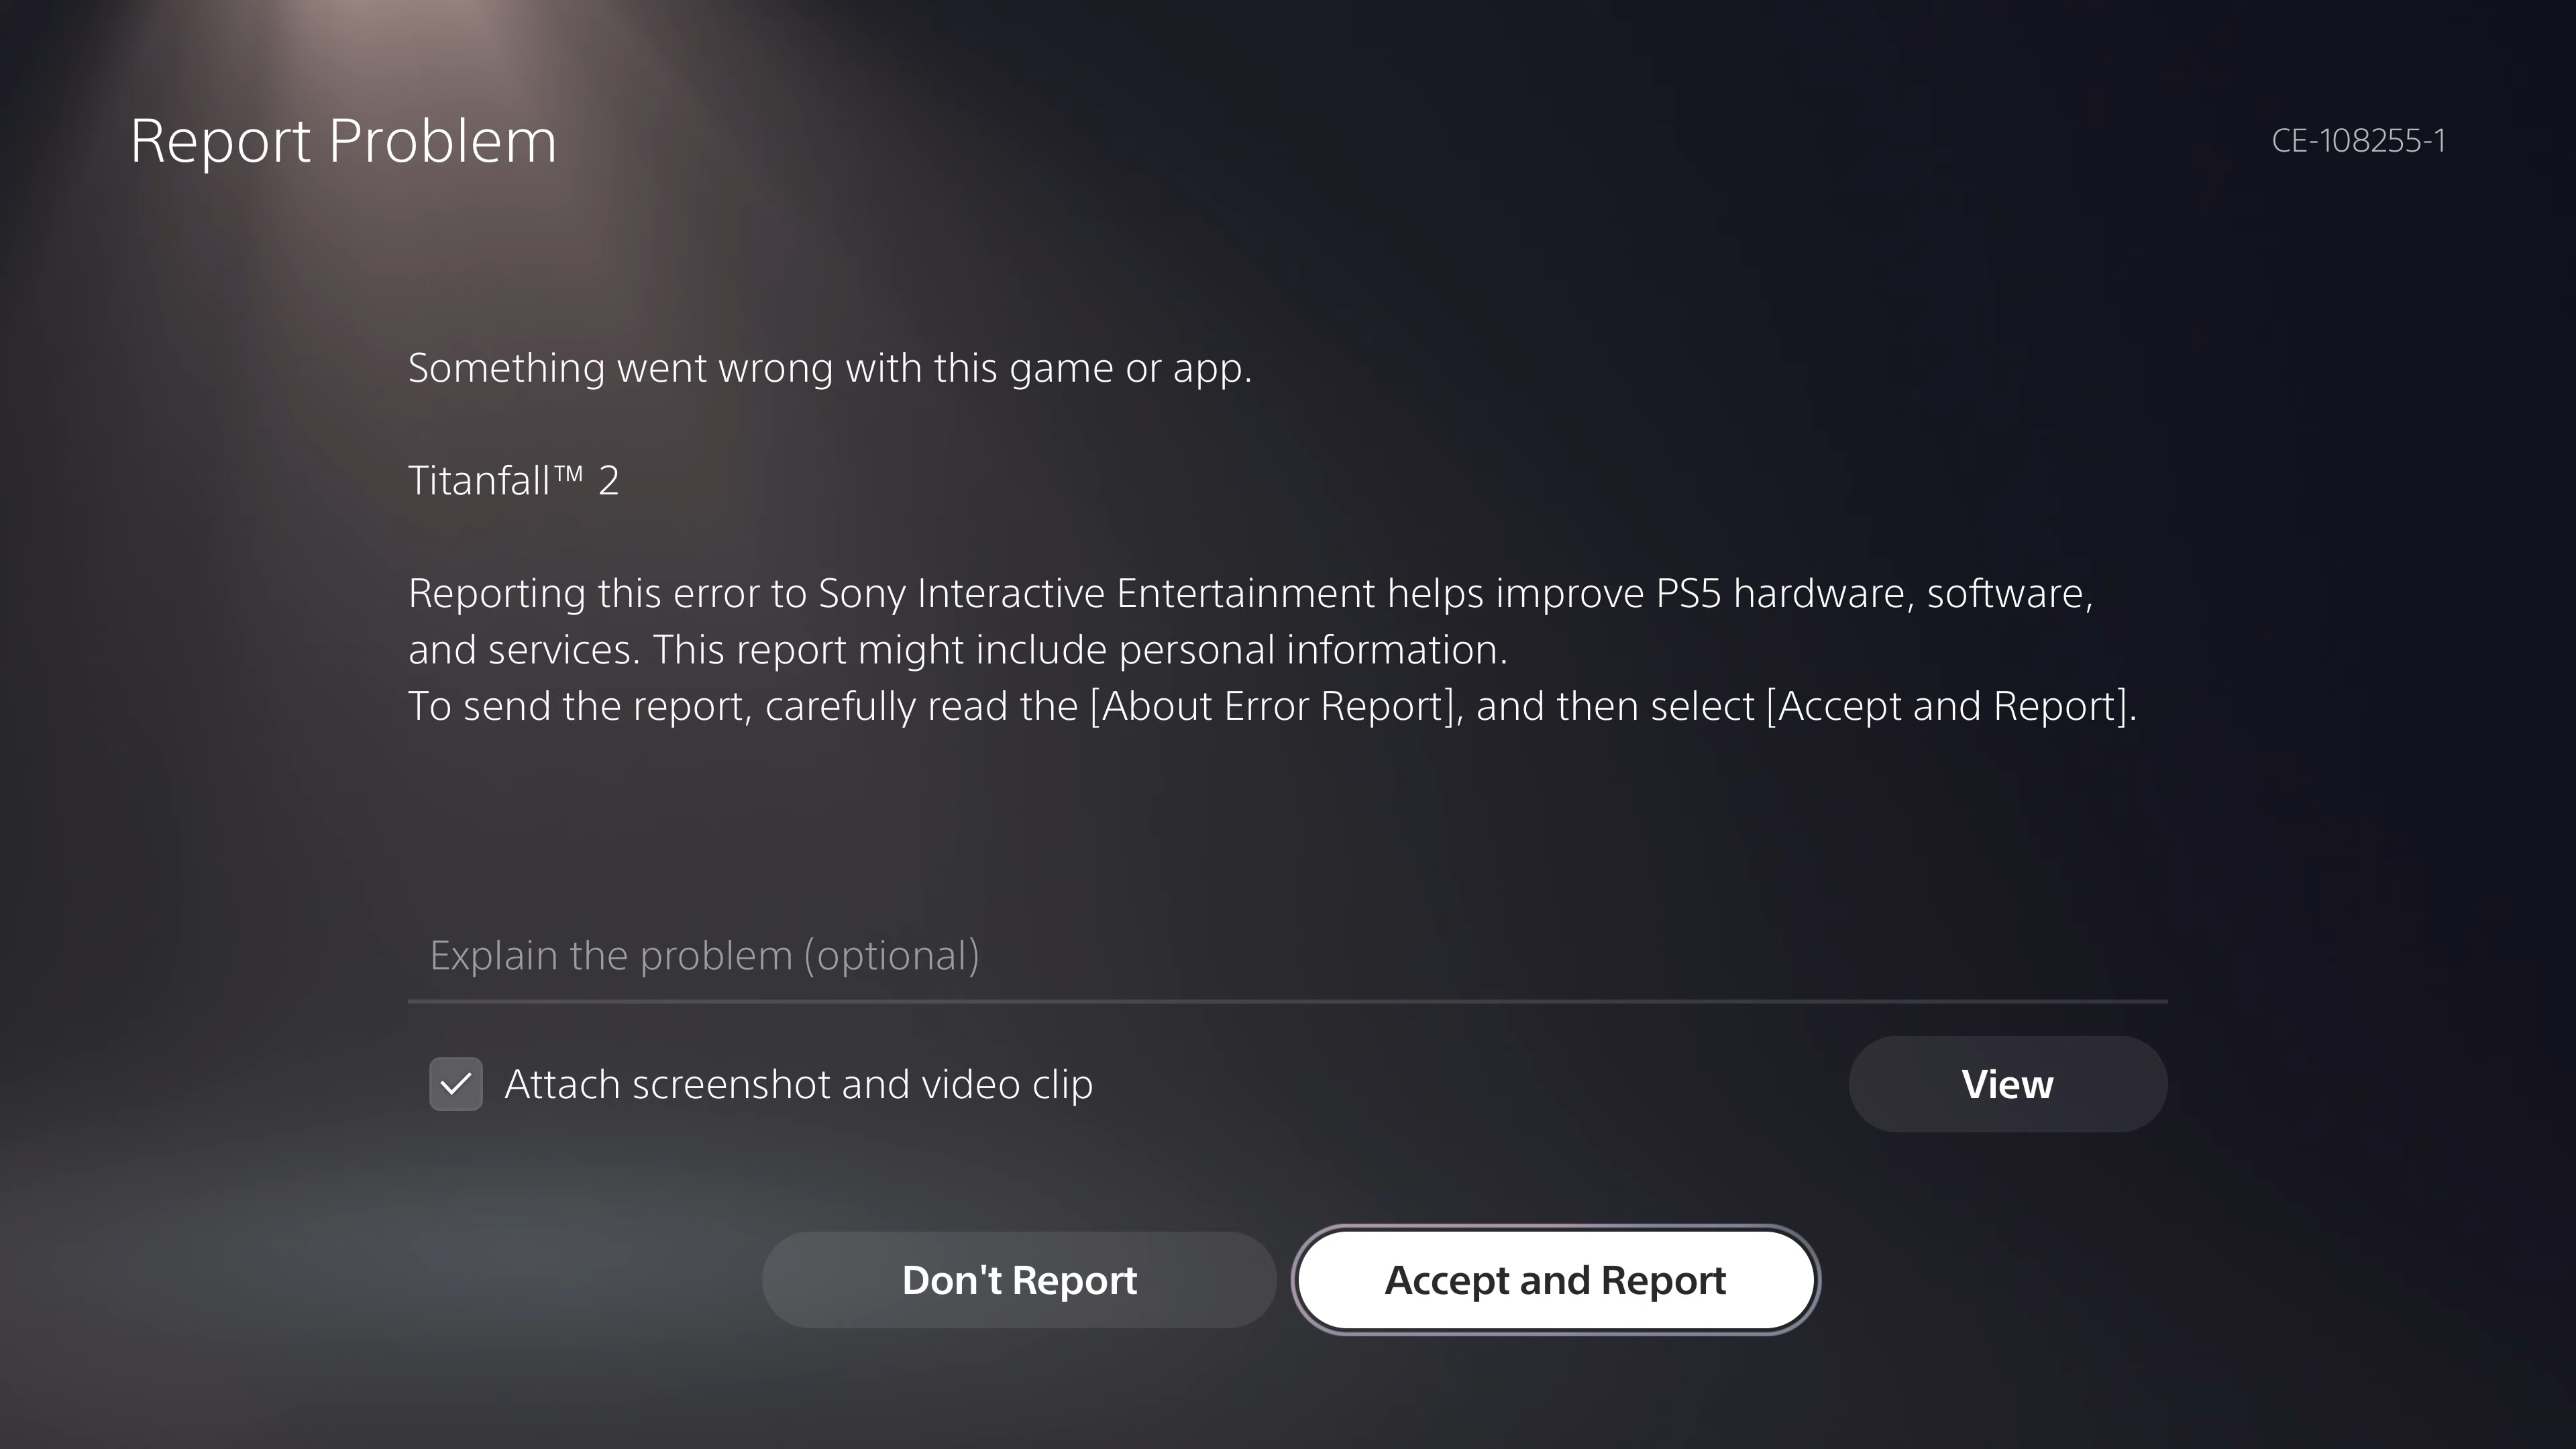 Report Problem
CE-108255-1
Something went wrong with this game or app.
Titanfall™ 2
Reporting this error to Sony Interactive Entertainment helps improve PS5 hardware, software,
and services. This report might include personal information.
To send the report, carefully read the [About Error Report], and then select [Accept and Report].
Explain the problem (optional)
Attach screenshot and video clip
View
Don't Report
Accept and Report